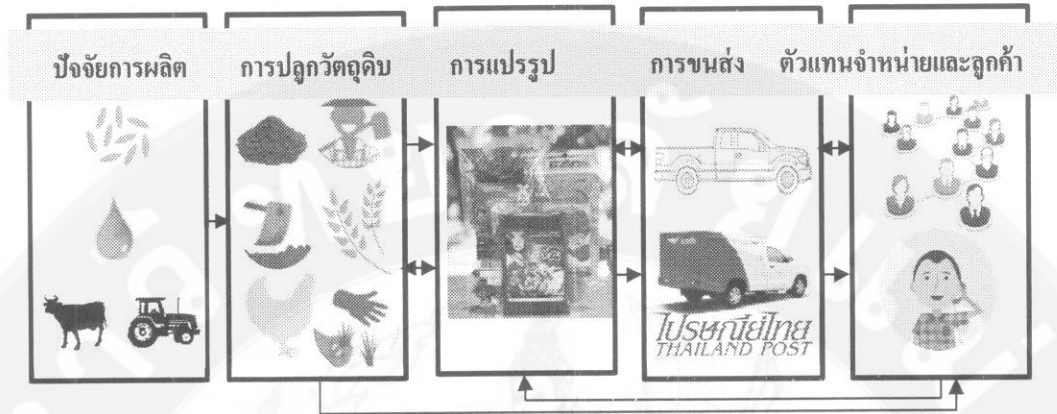 ปัจจัยการผลิต
การปลูกวัตถุดิบ
การแปรรูป
การขนส่ง
ตัวแทนจำหน่ายและลูกค้า
ไปรษณีย์ไทย
THAILAND POST